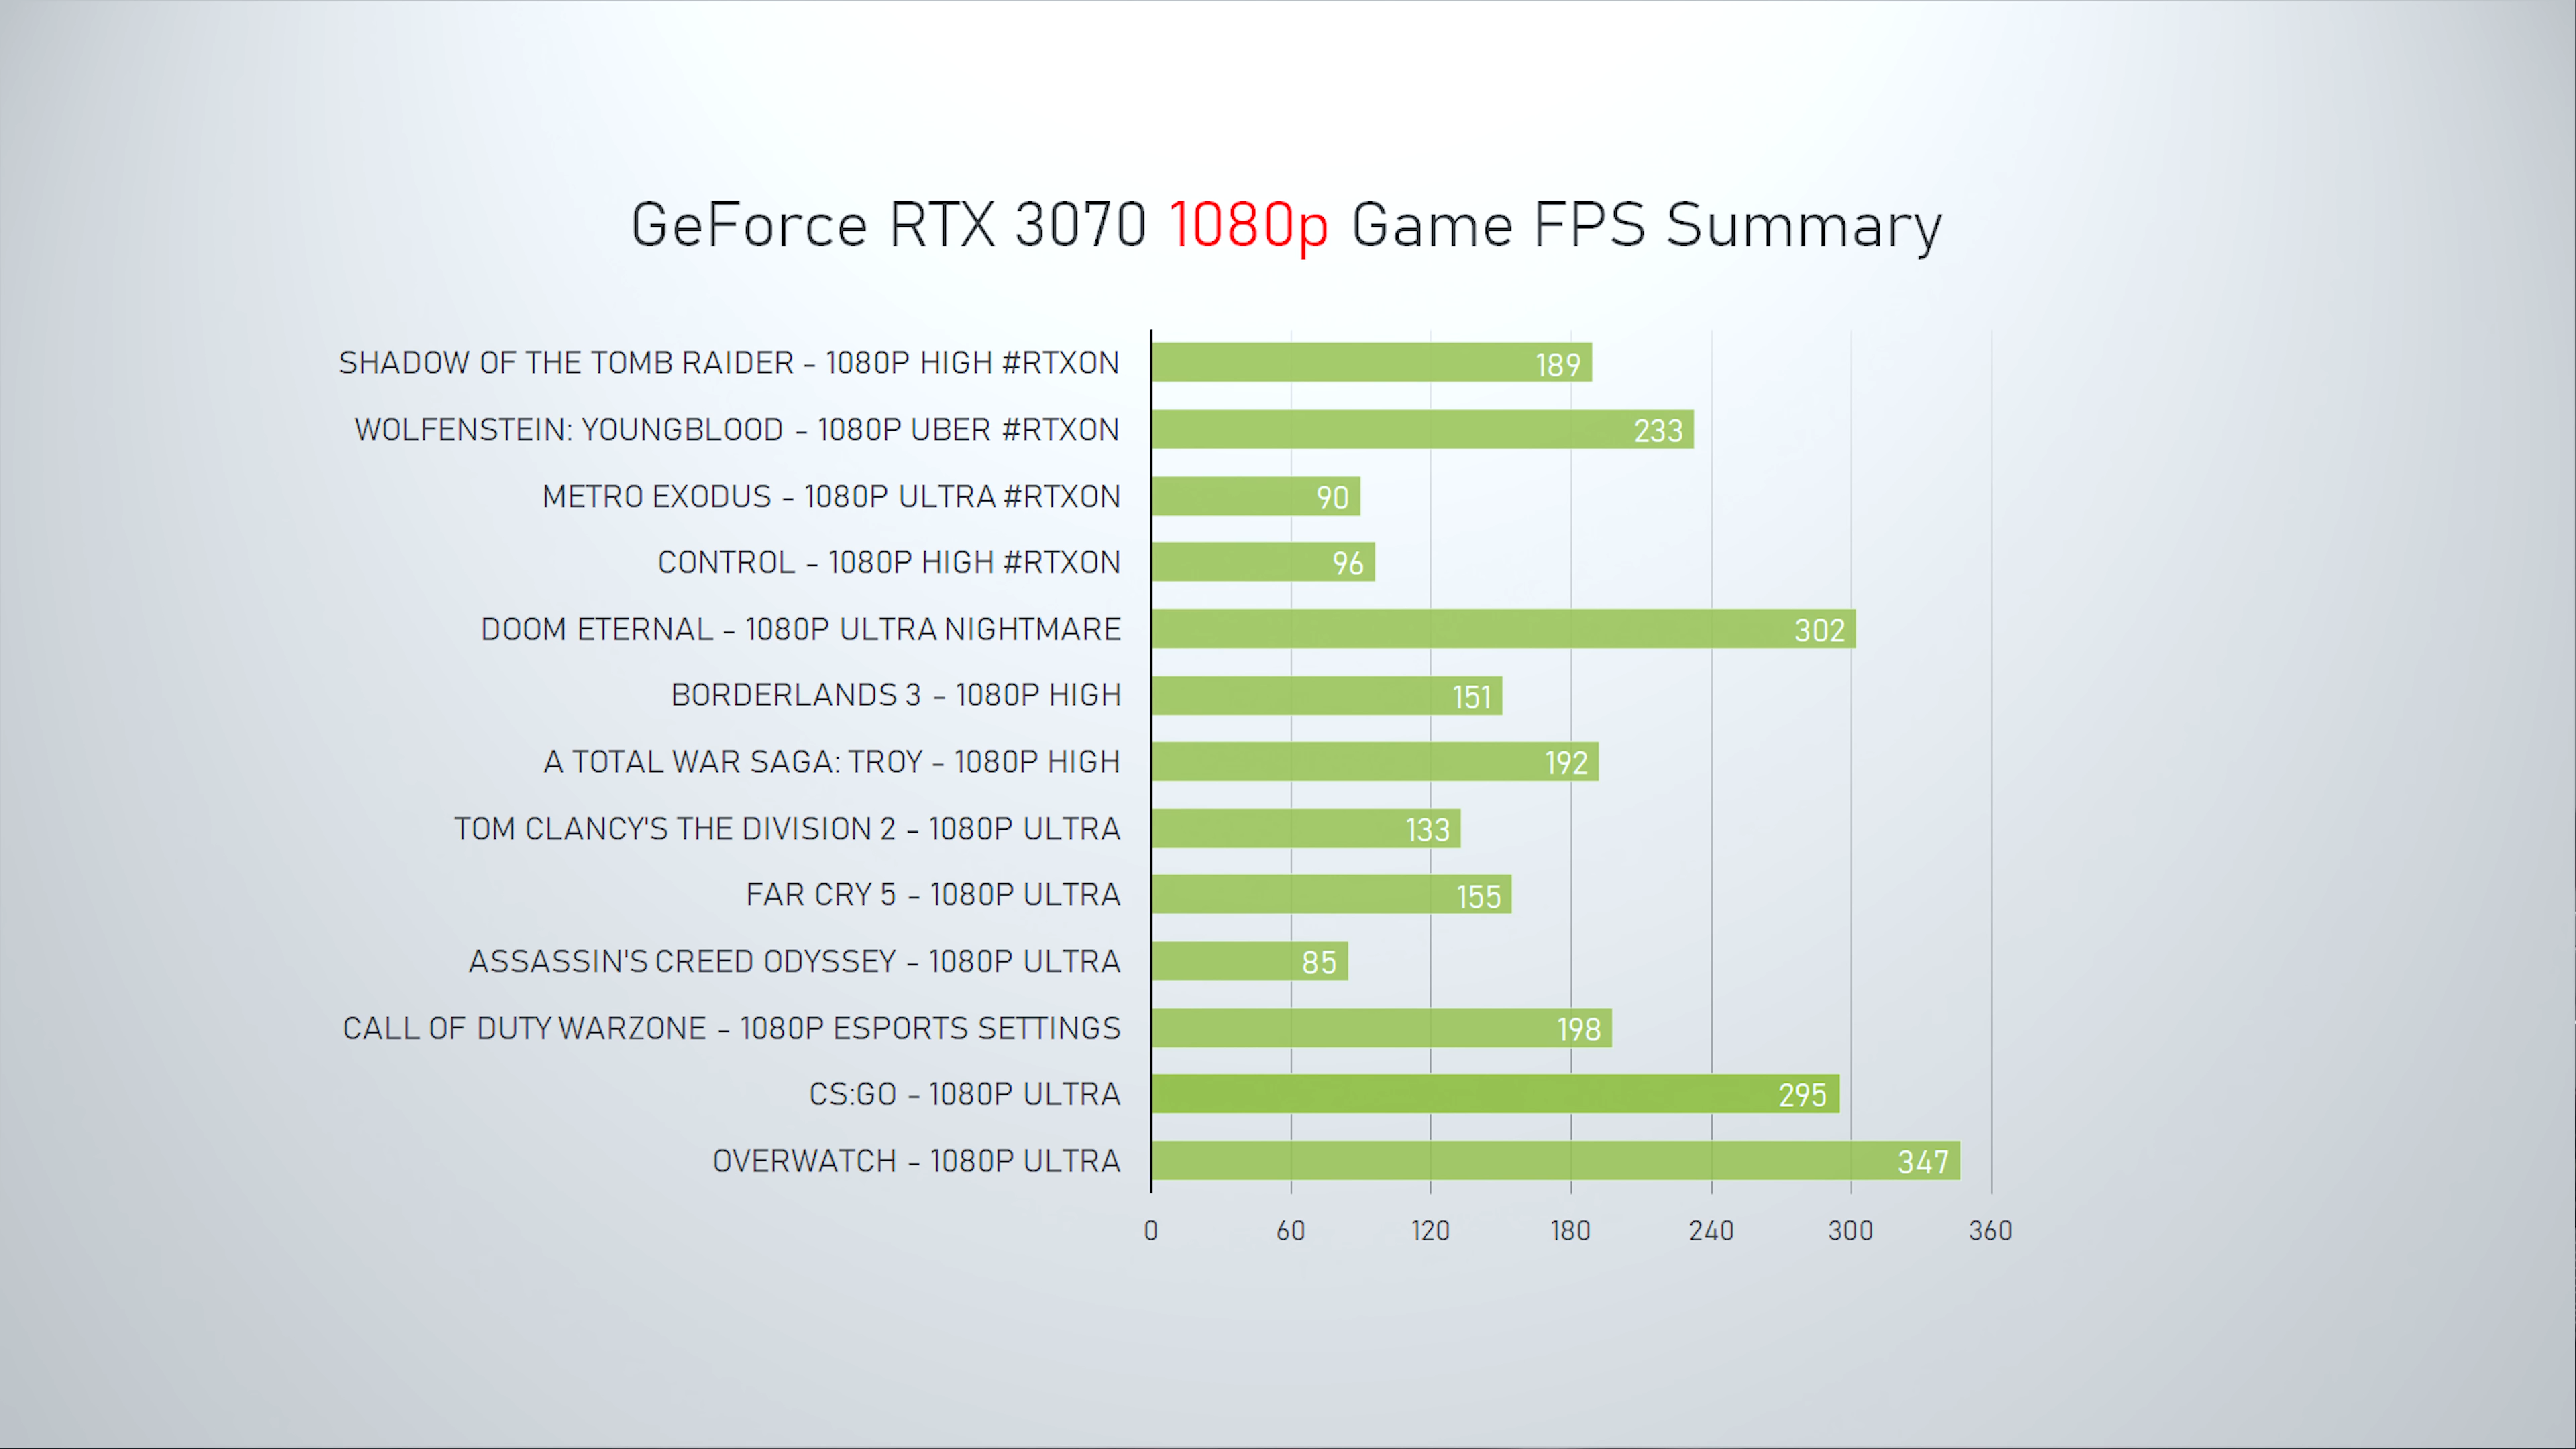 GeForce RTX 3070 1080p Game FPS Summary
SHADOW OF THE TOMB RAIDER - 1080P HIGH #RTXON 189
WOLFENSTEIN: YOUNGBLOOD - 1080P UBER #RTXON 233
METRO EXODUS - 1080P ULTRA #RTXON 90
CONTROL - 1080P HIGH #RTXON 96
DOOM ETERNAL - 1080P ULTRA NIGHTMARE 302
BORDERLANDS 3 - 1080P HIGH 151
A TOTAL WAR SAGA: TROY - 1080P HIGH 192
TOM CLANCY'S THE DIVISION 2 - 1080P ULTRA 133
FAR CRY 5 - 1080P ULTRA 155
ASSASSIN'S CREED ODYSSEY - 1080P ULTRA 85
CALL OF DUTY WARZONE - 1080P ESPORTS SETTINGS 198
CS:GO - 1080P ULTRA 295
OVERWATCH - 1080P ULTRA 347
0 60 120 180 240 300 360